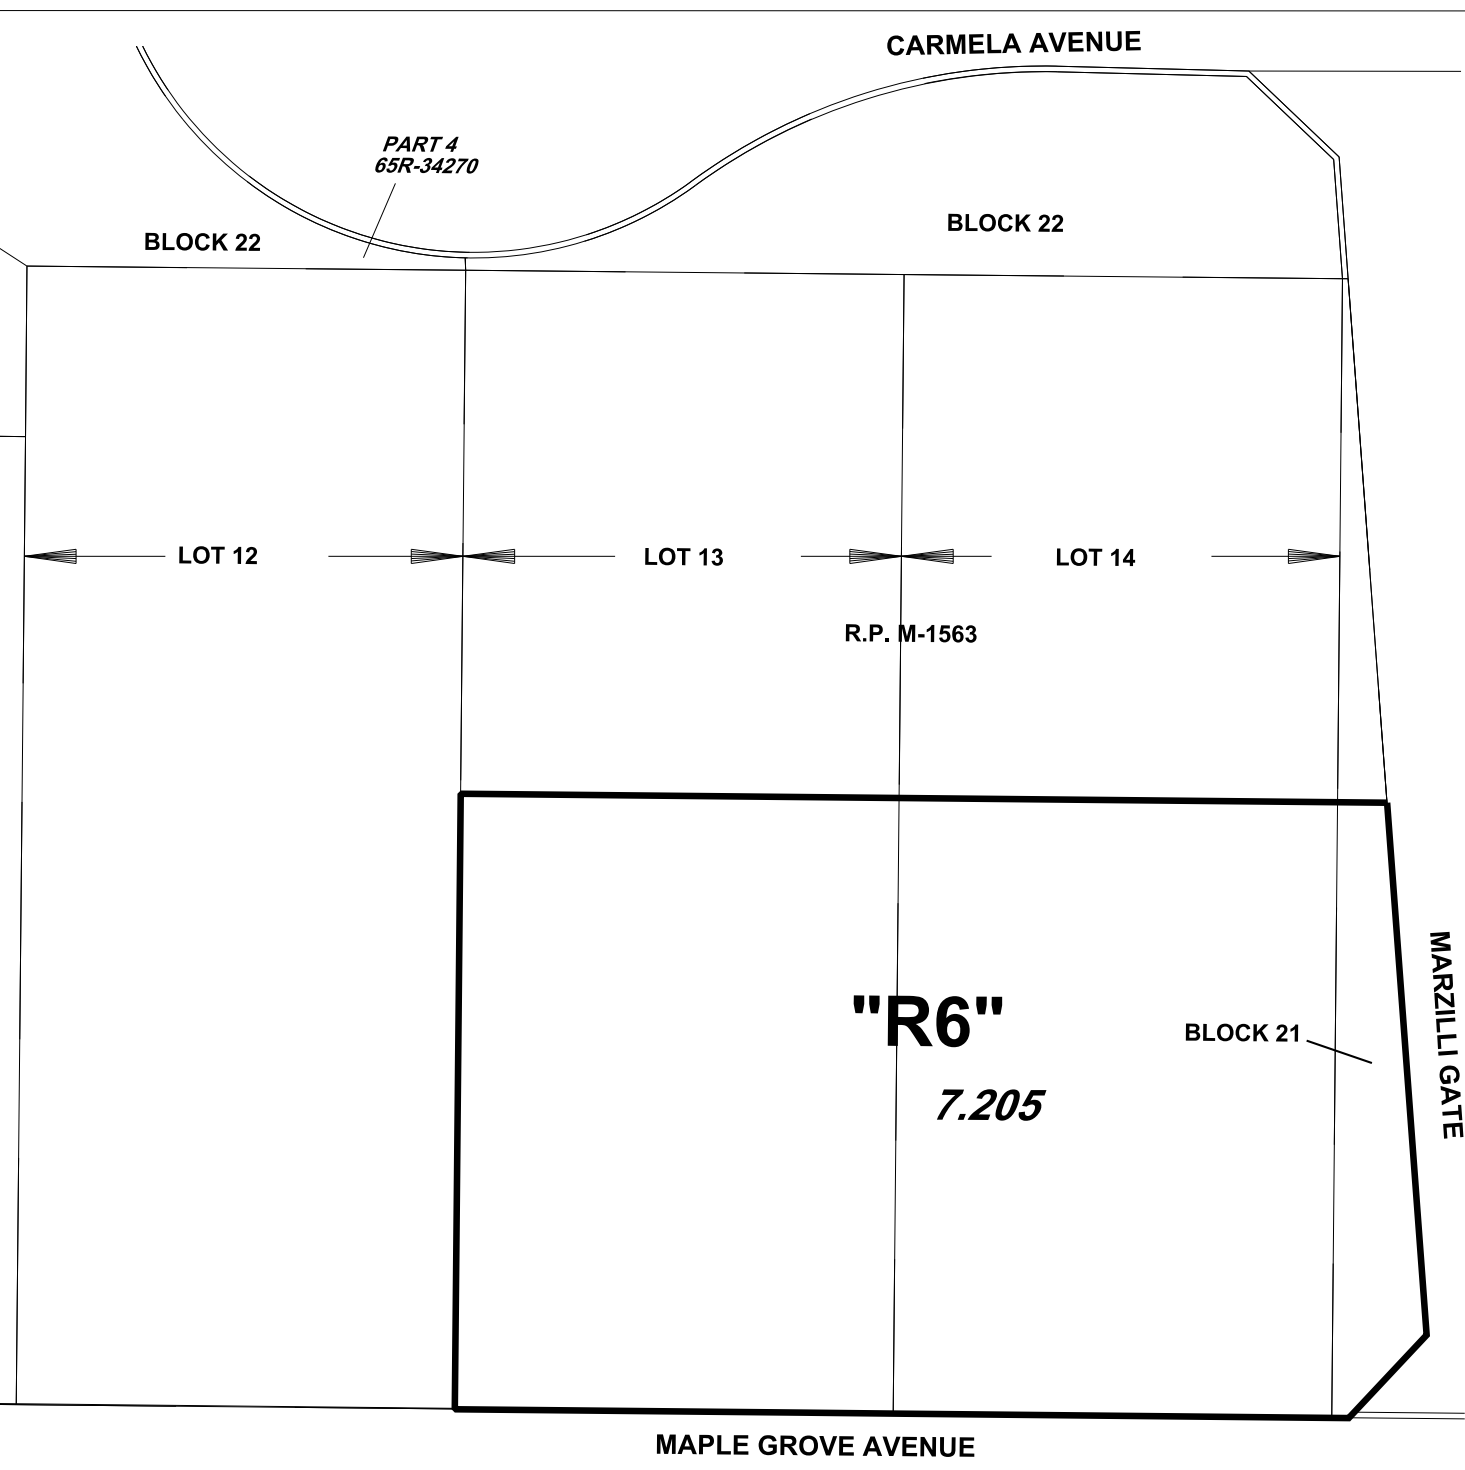 CARMELA AVENUE
PART 4
65R-34270
BLOCK 22
BLOCK 22
LOT 12
LOT 13
LOT 14
R.P. M-1563
"R6"
7.205
BLOCK 21
MARZILLI GATE
MAPLE GROVE AVENUE